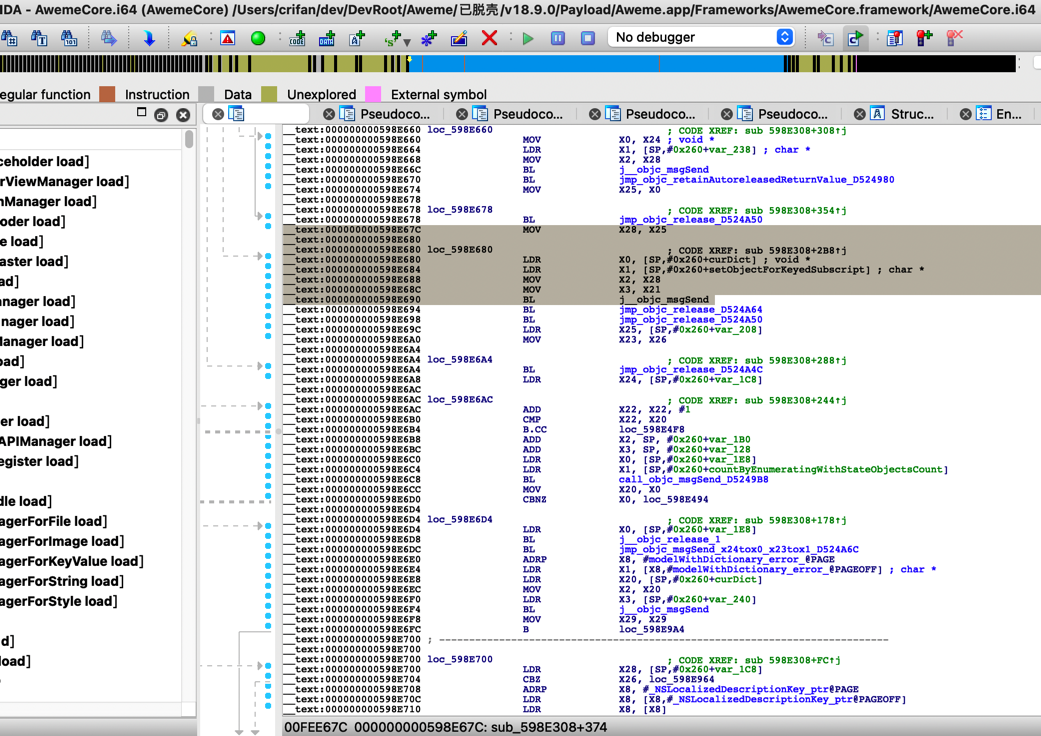 IDA - AwemeCore.i64 (AwemeCore) /Users/crifan/dev/DevRoot/Aweme/已脱壳/v18.9.0/Payload/Aweme.app/Frameworks/AwemeCore.framework/AwemeCore.i64
No debugger
egular function Instruction Data Unexplored External symbol
Pseudoco... Pseudoco... Pseudoco... Pseudoco... Struc... En...
ceholder load]
rViewManager load]
nManager load]
oder load]
e load]
aster load]
ad]
anager load]
nager load]
Manager load]
oad]
ger load]
er load]
APIManager load]
egister load]
dle load]
agerForFile load]
agerForImage load]
agerForKeyValue load]
agerForString load]
agerForStyle load]
d]
load]
__text:000000000598E660 loc_598E660 ; CODE XREF: sub_598E308+308↑j
__text:000000000598E660 MOV X0, X24 ; void *
__text:000000000598E664 LDR X1, [SP,#0x260+var_238] ; char *
__text:000000000598E668 MOV X2, X28
__text:000000000598E66C BL j__objc_msgSend
__text:000000000598E670 BL jmp_objc_retainAutoreleasedReturnValue_D524980
__text:000000000598E674 MOV X25, X0
__text:000000000598E678
__text:000000000598E678 loc_598E678 ; CODE XREF: sub_598E308+354↑j
__text:000000000598E678 BL jmp_objc_release_D524A50
__text:000000000598E67C MOV X28, X25
__text:000000000598E680
__text:000000000598E680 loc_598E680 ; CODE XREF: sub_598E308+2B8↑j
__text:000000000598E680 LDR X0, [SP,#0x260+curDict] ; void *
__text:000000000598E684 LDR X1, [SP,#0x260+setObjectForKeyedSubscript] ; char *
__text:000000000598E688 MOV X2, X28
__text:000000000598E68C MOV X3, X21
__text:000000000598E690 BL j__objc_msgSend
__text:000000000598E694 BL jmp_objc_release_D524A64
__text:000000000598E698 BL jmp_objc_release_D524A50
__text:000000000598E69C LDR X25, [SP,#0x260+var_208]
__text:000000000598E6A0 MOV X23, X26
__text:000000000598E6A4
__text:000000000598E6A4 loc_598E6A4 ; CODE XREF: sub_598E308+288↑j
__text:000000000598E6A4 BL jmp_objc_release_D524A4C
__text:000000000598E6A8 LDR X24, [SP,#0x260+var_1C8]
__text:000000000598E6AC
__text:000000000598E6AC loc_598E6AC ; CODE XREF: sub_598E308+244↑j
__text:000000000598E6AC ADD X22, X22, #1
__text:000000000598E6B0 CMP X22, X20
__text:000000000598E6B4 B.CC loc_598E4F8
__text:000000000598E6B8 ADD X2, SP, #0x260+var_1B0
__text:000000000598E6BC ADD X3, SP, #0x260+var_128
__text:000000000598E6C0 LDR X0, [SP,#0x260+var_1E8]
__text:000000000598E6C4 LDR X1, [SP,#0x260+countByEnumeratingWithStateObjectsCount]
__text:000000000598E6C8 BL call_objc_msgSend_D5249B8
__text:000000000598E6CC MOV X20, X0
__text:000000000598E6D0 CBNZ X0, loc_598E494
__text:000000000598E6D4
__text:000000000598E6D4 loc_598E6D4 ; CODE XREF: sub_598E308+178↑j
__text:000000000598E6D4 LDR X0, [SP,#0x260+var_1E8]
__text:000000000598E6D8 BL j__objc_release_1
__text:000000000598E6DC BL jmp_objc_msgSend_x24tox0_x23tox1_D524A6C
__text:000000000598E6E0 ADRP X8, #modelWithDictionary_error_@PAGE
__text:000000000598E6E4 LDR X1, [X8,#modelWithDictionary_error_@PAGEOFF] ; char *
__text:000000000598E6E8 LDR X20, [SP,#0x260+curDict]
__text:000000000598E6EC MOV X2, X20
__text:000000000598E6F0 LDR X3, [SP,#0x260+var_240]
__text:000000000598E6F4 BL j__objc_msgSend
__text:000000000598E6F8 MOV X29, X29
__text:000000000598E6FC B loc_598E9A4
__text:000000000598E700 ; ---------------------------------------------------------------------------
__text:000000000598E700
__text:000000000598E700 loc_598E700 ; CODE XREF: sub_598E308+FC↑j
__text:000000000598E700 LDR X28, [SP,#0x260+var_1C8]
__text:000000000598E704 CBZ X26, loc_598E964
__text:000000000598E708 ADRP X8, #_NSLocalizedDescriptionKey_ptr@PAGE
__text:000000000598E70C LDR X8, [X8,#_NSLocalizedDescriptionKey_ptr@PAGEOFF]
__text:000000000598E710 LDR X8, [X8]
00FEE67C 000000000598E67C: sub_598E308+374